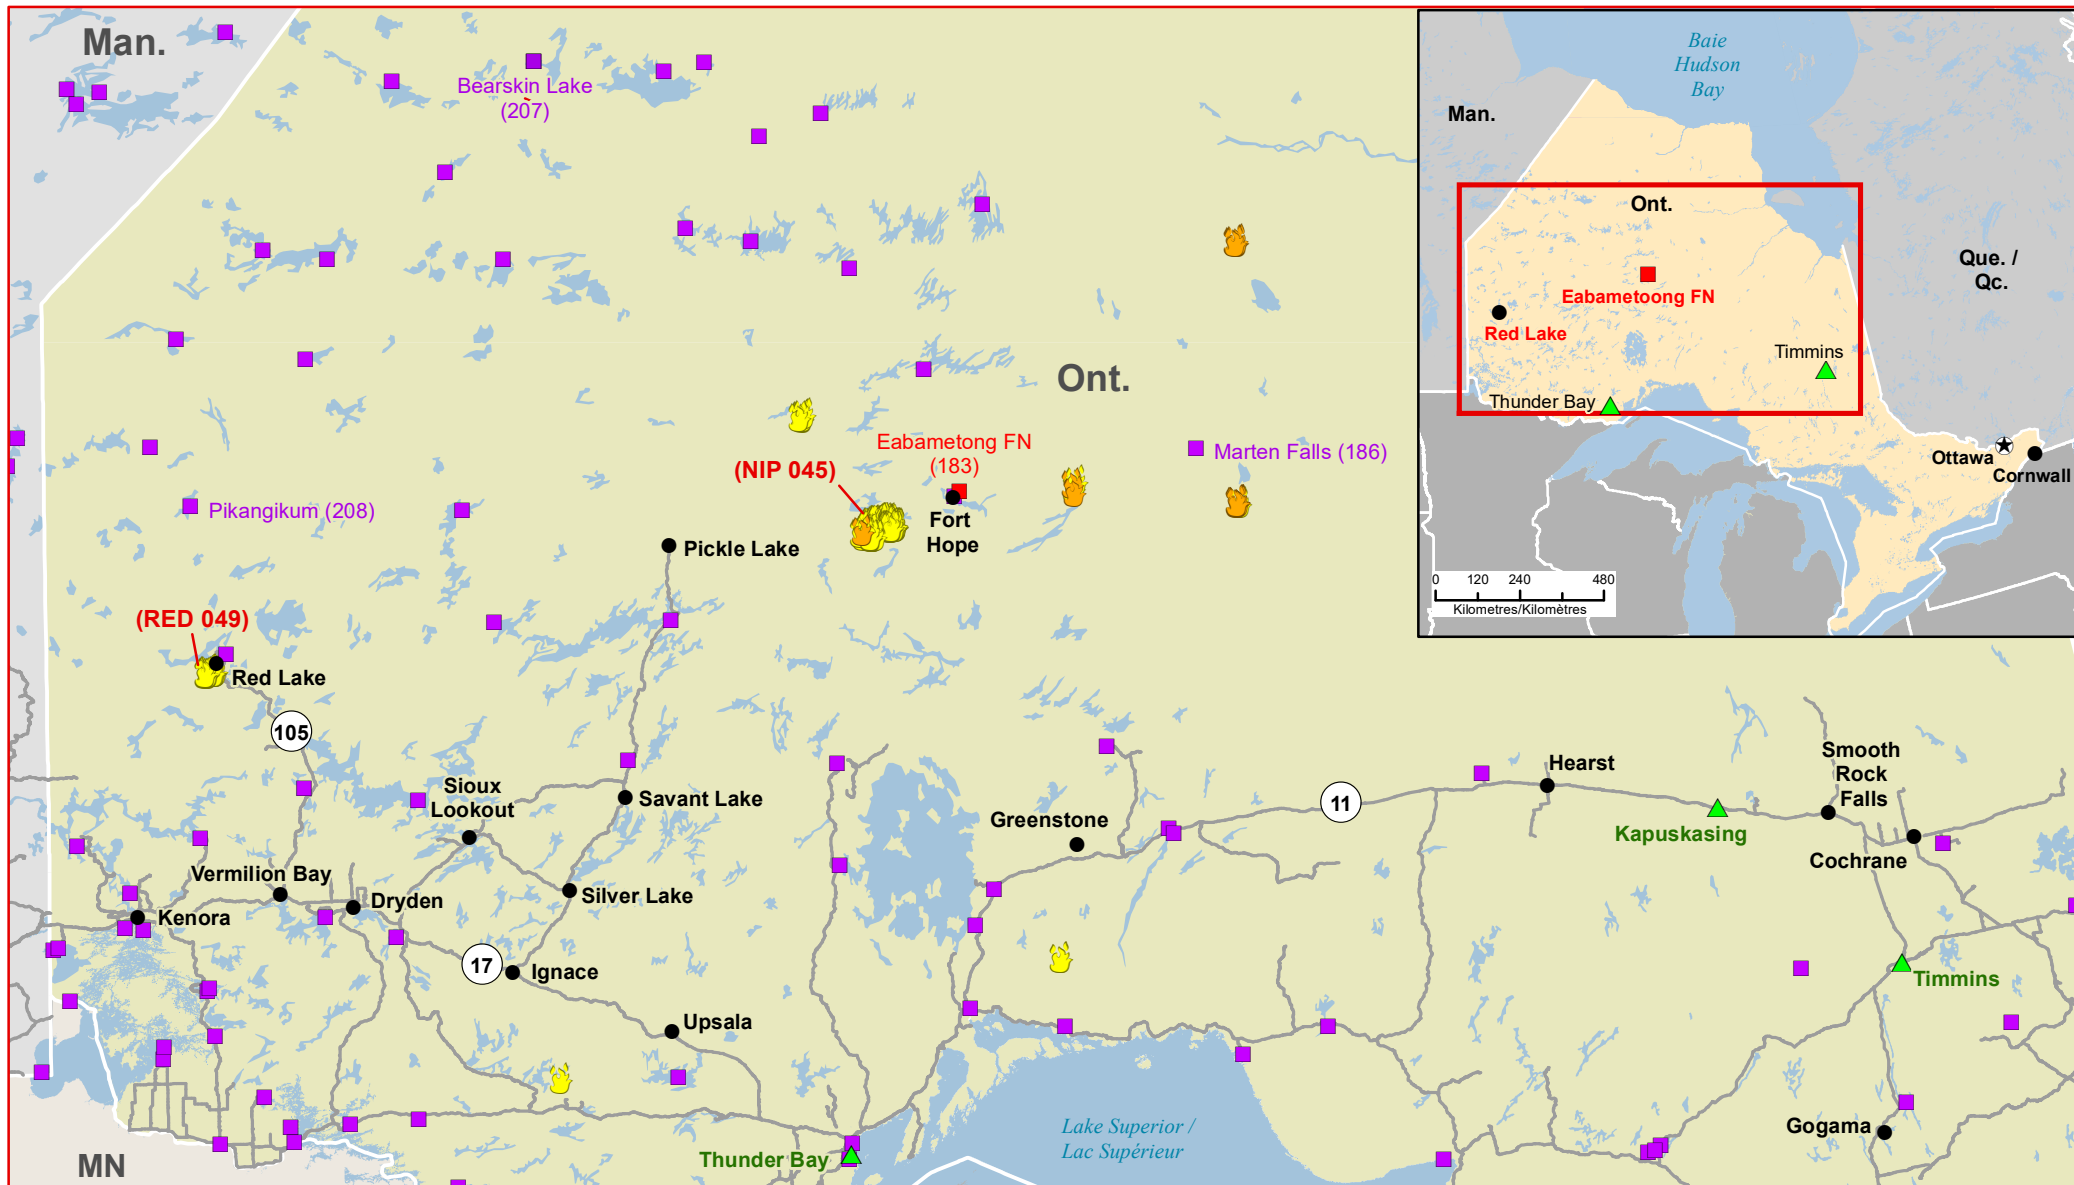 Man.
Bearskin Lake
(207)
Ont.
Eabametong FN
(183)
(NIP 045)
Marten Falls (186)
Pikangikum (208)
Fort
Hope
Pickle Lake
(RED 049)
Red Lake
105
Sioux
Lookout
Savant Lake
Greenstone
11
Hearst
Smooth
Rock
Falls
Kapuskasing
Cochrane
Vermilion Bay
Dryden
Silver Lake
Kenora
17
Ignace
Timmins
Upsala
Lake Superior /
Lac Supérieur
Gogama
Thunder Bay
MN
Baie
Hudson
Bay
Man.
Ont.
Que. /
Qc.
Eabametoong FN
Red Lake
Timmins
Thunder Bay
Ottawa
Cornwall
0 120 240 480
Kilometres/Kilomètres